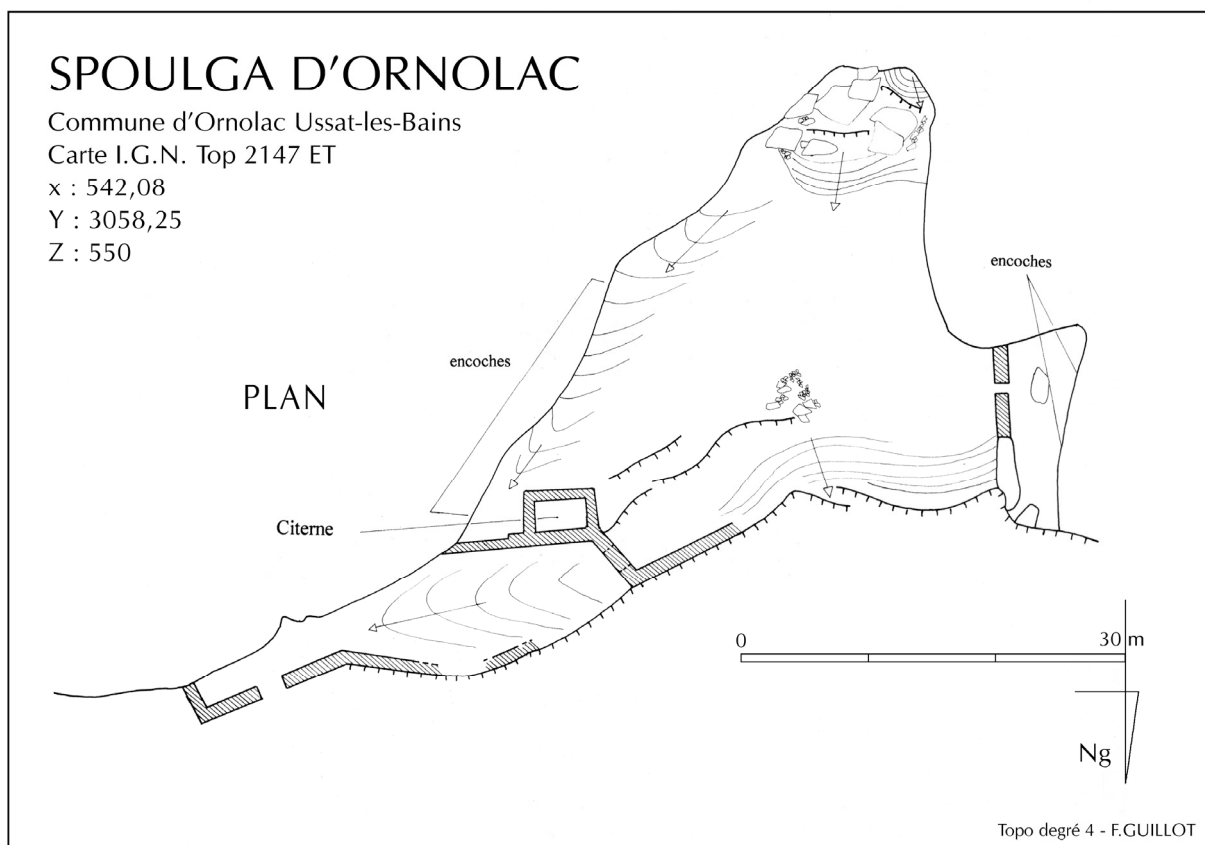 SPOULGA D'ORNOLAC
Commune d'Ornolac Ussat-les-Bains
Carte I.G.N. Top 2147 ET
x : 542,08
Y : 3058,25
Z : 550
encoches
encoches
PLAN
Citerne
0
30 m
Ng
Topo degré 4 - F.GUILLOT